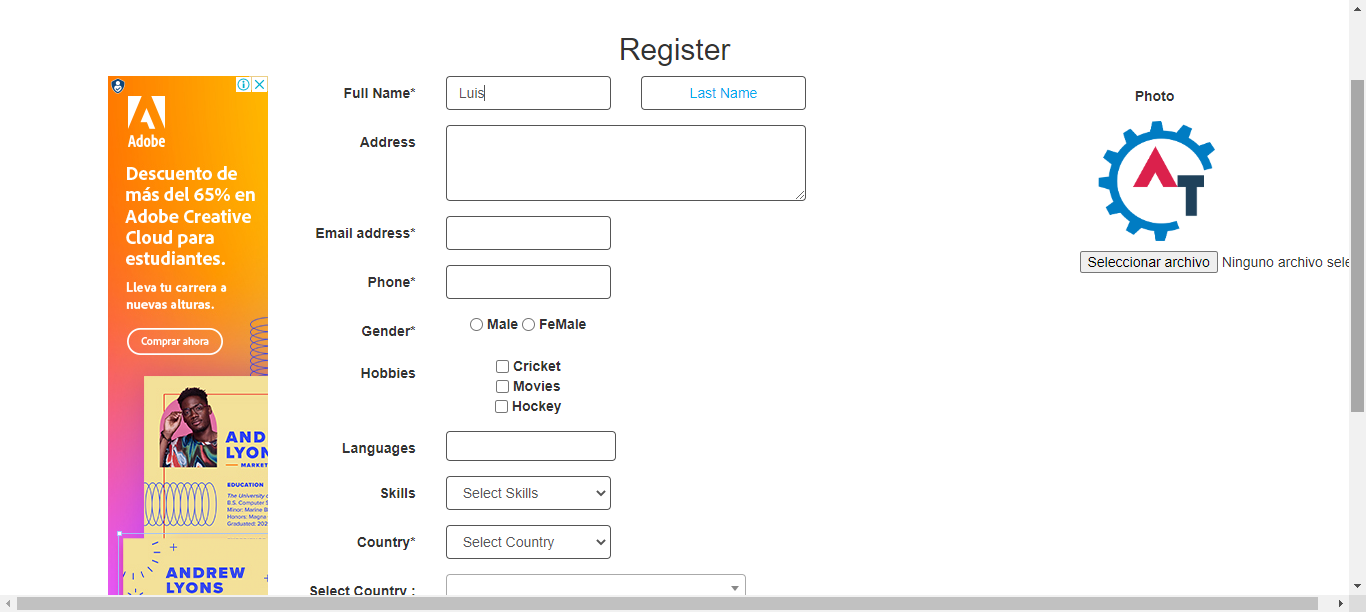 Register
Full Name*
Luis
Last Name
Photo
Address
Email address*
Phone*
Seleccionar archivo
Ninguno archivo sele
Gender*
Male
FeMale
Hobbies
Cricket
Movies
Hockey
Languages
Skills
Select Skills
Country*
Select Country
Select Country :
Adobe
Descuento de
más del 65% en
Adobe Creative
Cloud para
estudiantes.
Lleva tu carrera a
nuevas alturas.
Comprar ahora
AND
LYON
MARKET
EDUCATION
The University o
B.S. Computer S
Minor: Marine B
Honors: Magna
Graduated: 202
ANDREW
LYONS
AT